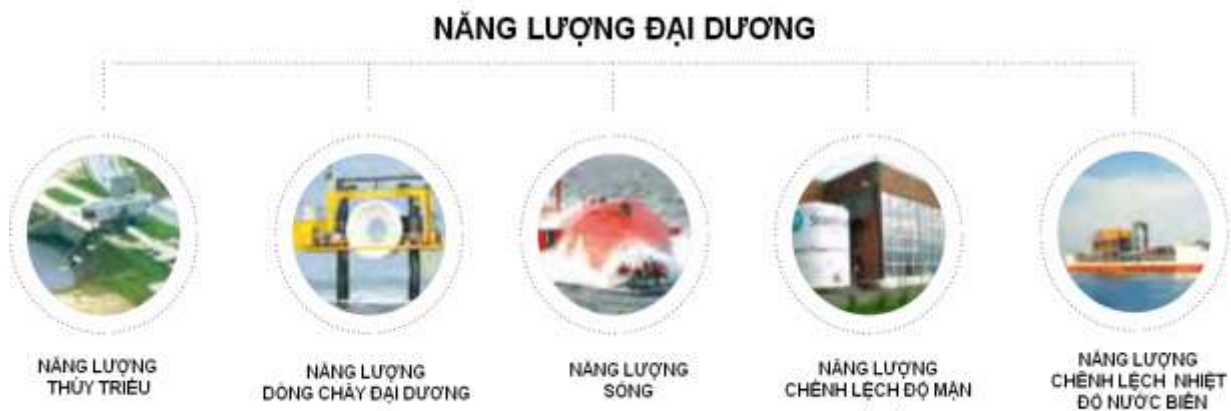 NĂNG LƯỢNG ĐẠI DƯƠNG
NĂNG LƯỢNG
THỦY TRIỀU
NĂNG LƯỢNG
DÒNG CHẢY ĐẠI DƯƠNG
NĂNG LƯỢNG
SÓNG
NĂNG LƯỢNG
CHÊNH LỆCH ĐỘ MẶN
NĂNG LƯỢNG
CHÊNH LỆCH NHIỆT
ĐỘ NƯỚC BIỂN